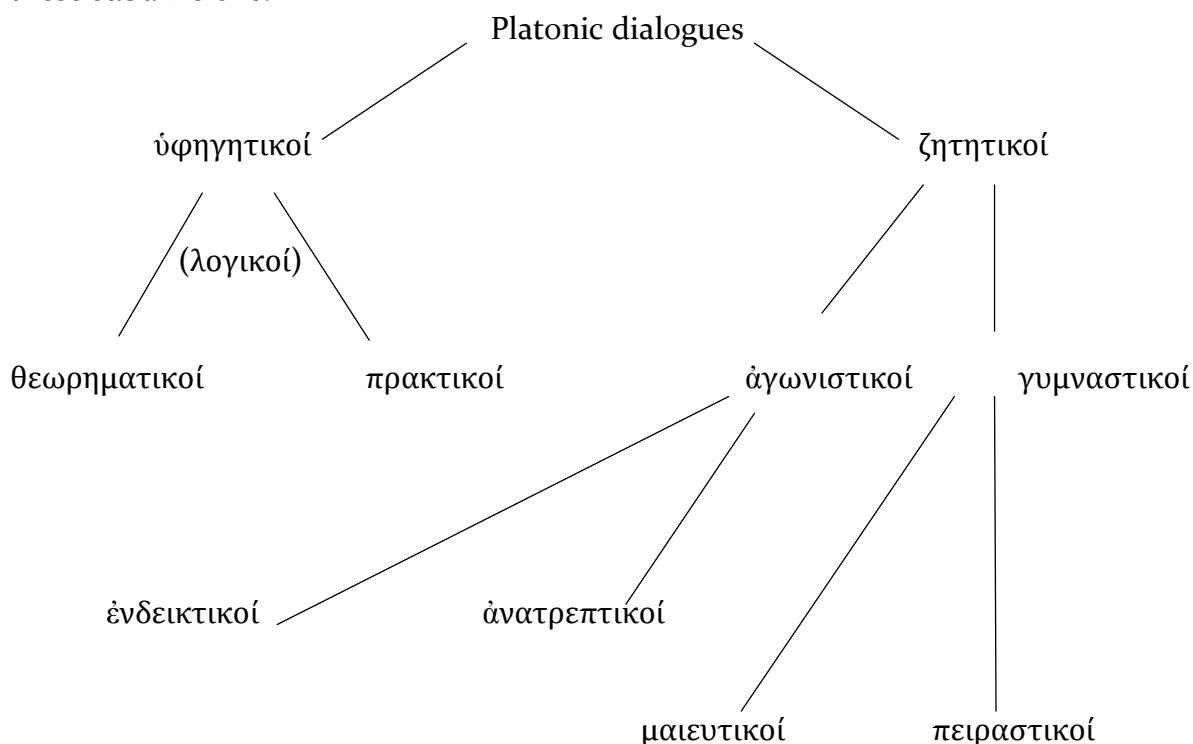 Platonic dialogues
ὑφηγητικοί ζητητικοί
(λογικοί)
θεωρηματικοί πρακτικοί ἀγωνιστικοί γυμναστικοί
ἐνδεικτικοί ἀνατρεπτικοί
μαιευτικοί πειραστικοί